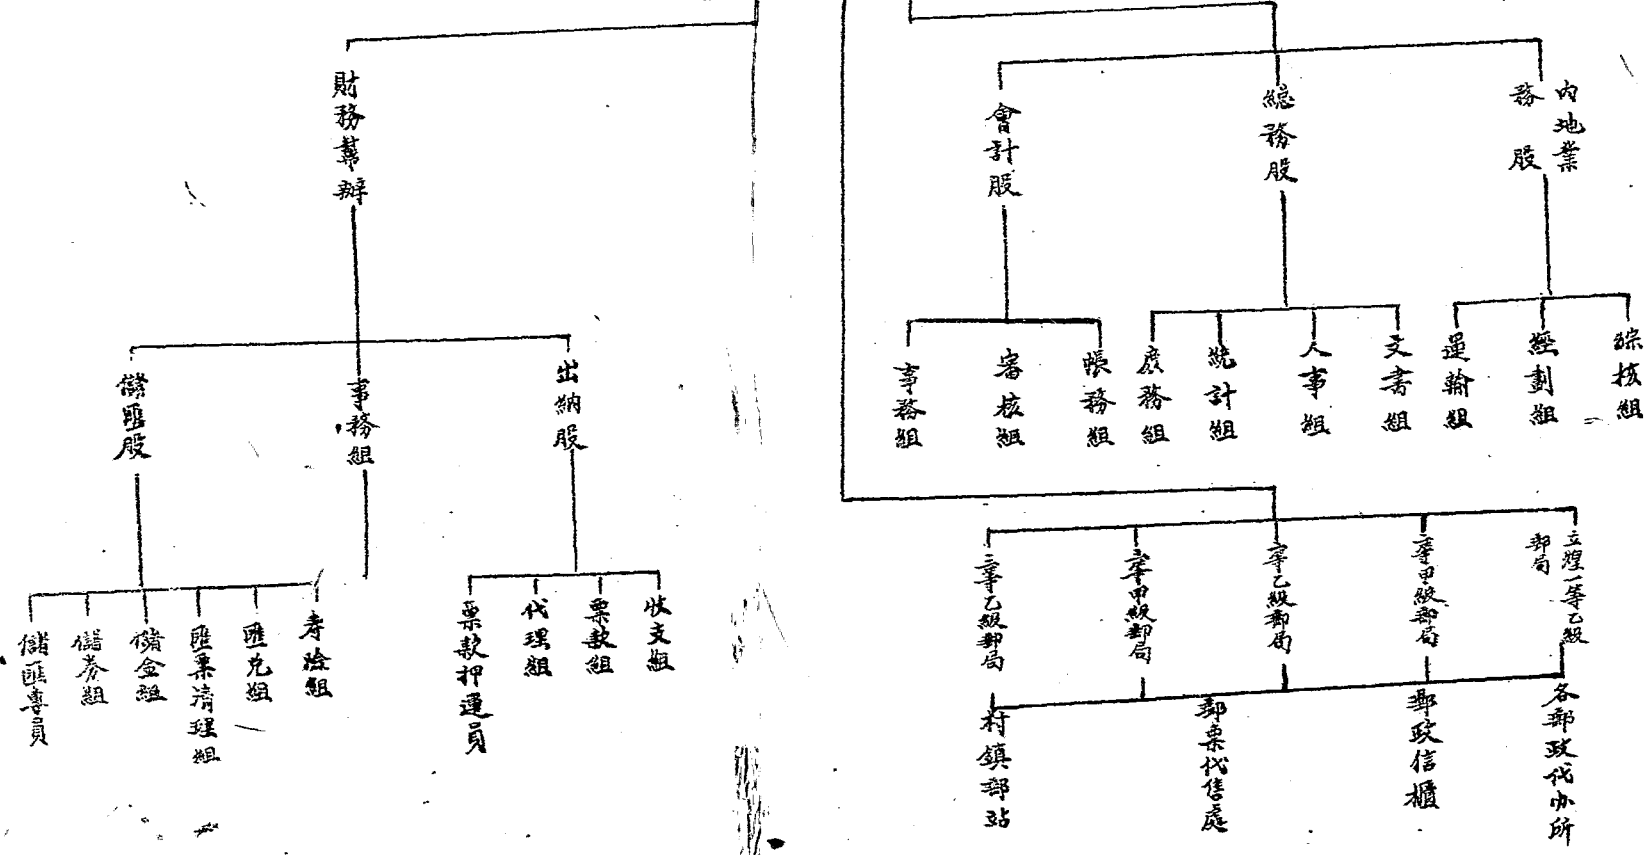 內地業務股
總務股
會計股
綜核組
經劃組
運輸組
文書組
人事組
統計組
庶務組
帳務組
審核組
事務組
立煌一等乙級郵局
二等甲級郵局
二等乙級郵局
三等甲級郵局
三等乙級郵局
各郵政代办所
郵政信櫃
郵票代售處
村鎮郵站
財務幫辦
出納股
事務組
儲匯股
收支組
票款組
代理組
票款押運員
寿險組
匯兌組
匯票清理組
儲金組
儲券組
儲匯專員